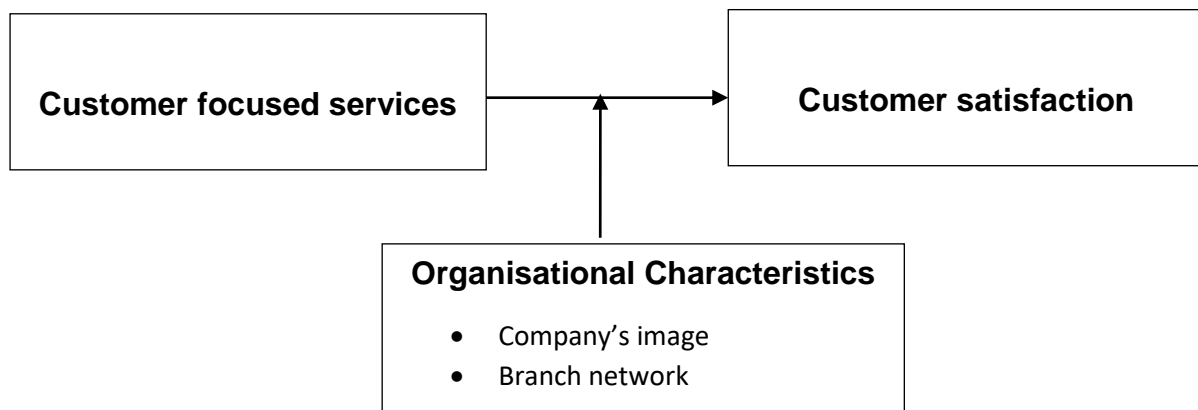 Customer focused services
Customer satisfaction
Organisational Characteristics
• Company’s image
• Branch network